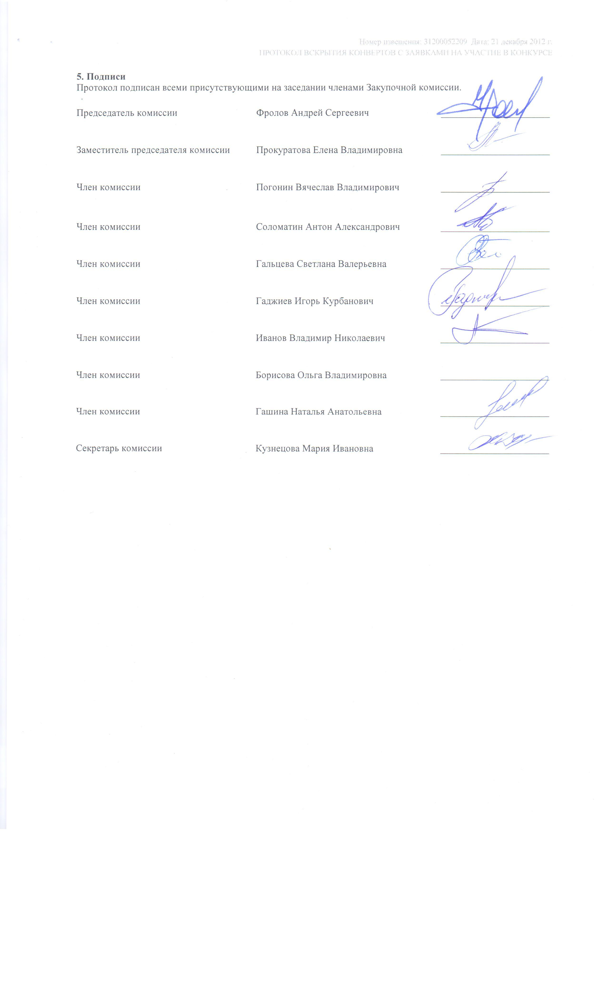 Номер извещения: 31200052209 Дата: 21 декабря 2012 г.
ПРОТОКОЛ ВСКРЫТИЯ КОНВЕРТОВ С ЗАЯВКАМИ НА УЧАСТИЕ В КОНКУРСЕ
5. Подписи
Протокол подписан всеми присутствующими на заседании членами Закупочной комиссии.
Председатель комиссии Фролов Андрей Сергеевич
Заместитель председателя комиссии Прокуратова Елена Владимировна
Член комиссии Погонин Вячеслав Владимирович
Член комиссии Соломатин Антон Александрович
Член комиссии Гальцева Светлана Валерьевна
Член комиссии Гаджиев Игорь Курбанович
Член комиссии Иванов Владимир Николаевич
Член комиссии Борисова Ольга Владимировна
Член комиссии Гашина Наталья Анатольевна
Секретарь комиссии Кузнецова Мария Ивановна